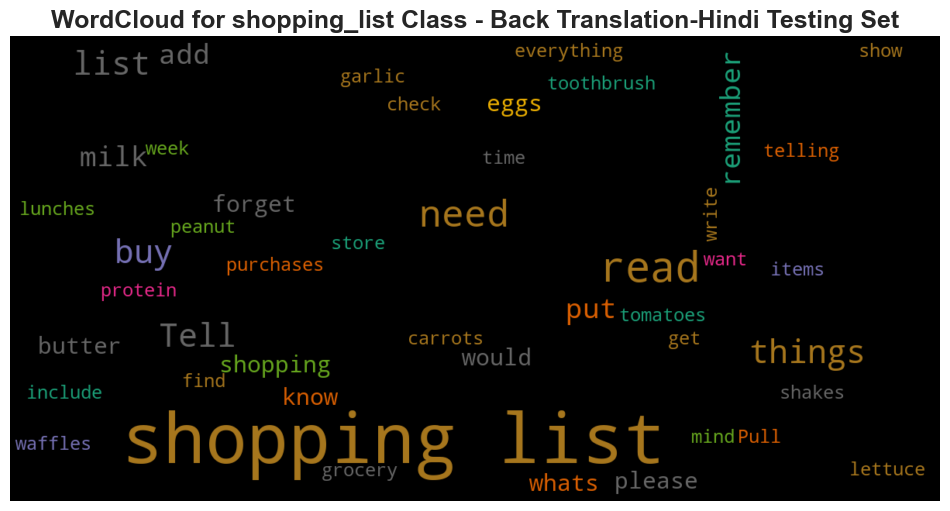 WordCloud for shopping_list Class - Back Translation-Hindi Testing Set
list add everything show
garlic toothbrush
check eggs remember
milk week time telling
lunches forget need write
peanut
buy store read want items
purchases
protein put tomatoes
butter Tell carrots get things
shopping would
include find know shakes
waffles shopping list mind Pull
grocery whats please lettuce